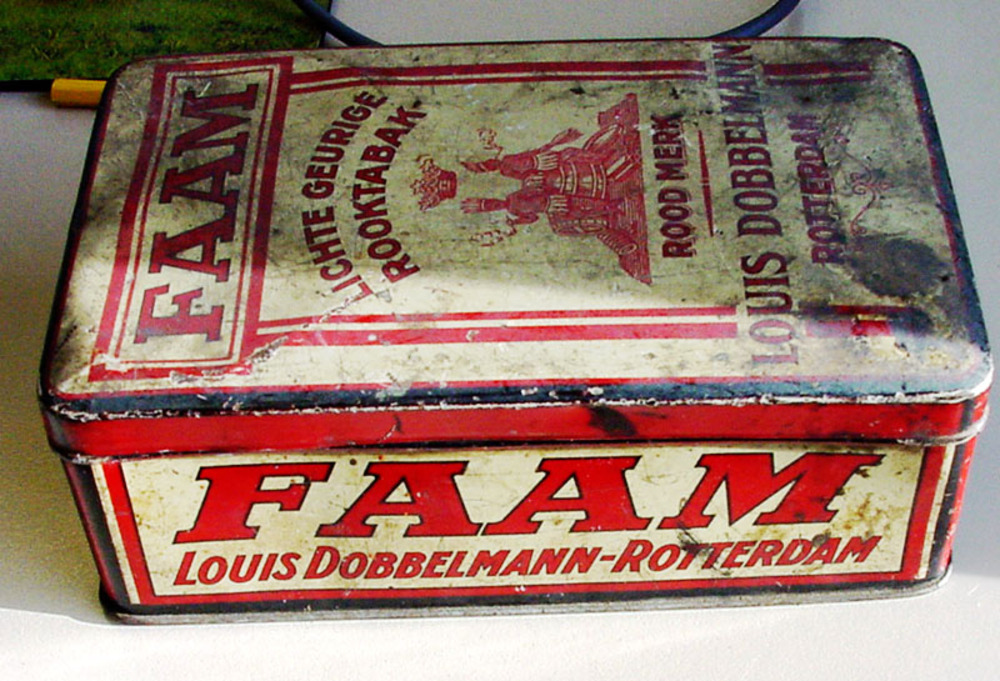 FAAM
LICHTE GEURIGE
ROOKTABAK
ROOD MERK
LOUIS DOBBELMANN
ROTTERDAM
FAAM
LOUIS DOBBELMANN-ROTTERDAM